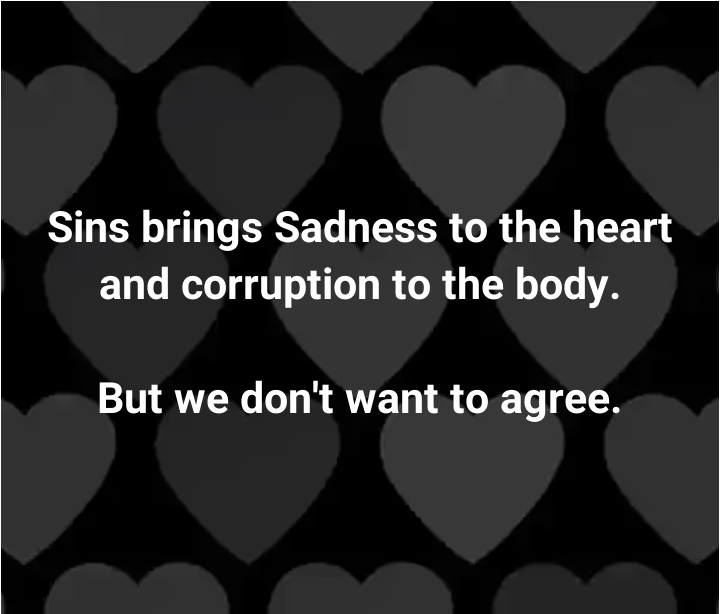 Sins brings Sadness to the heart
and corruption to the body.
But we don't want to agree.